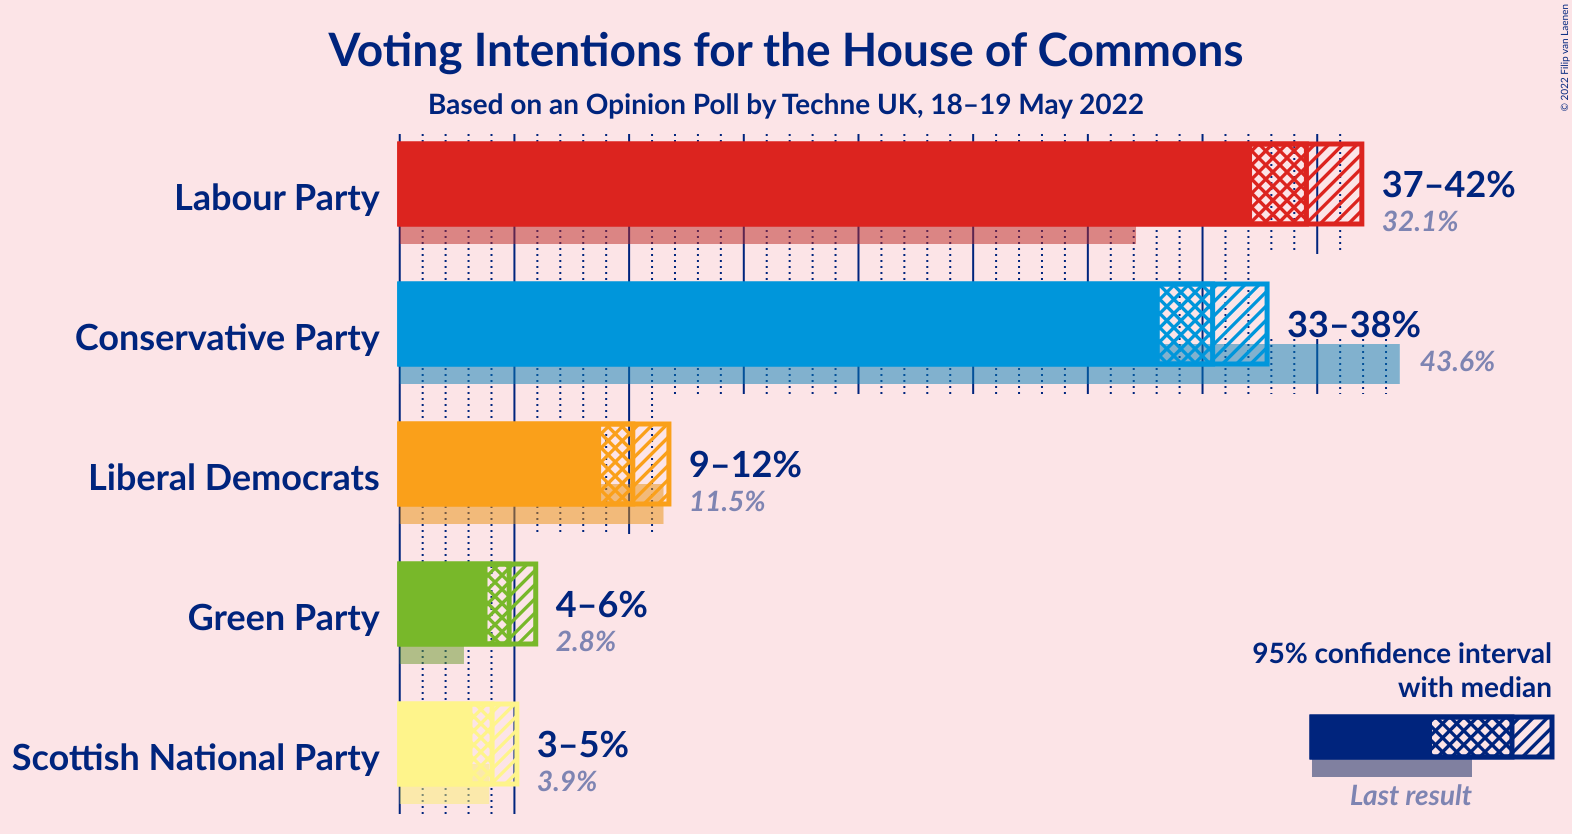 Voting Intentions for the House of Commons
Based on an Opinion Poll by Techne UK, 18–19 May 2022
© 2022 Filip van Laenen
Labour Party
37–42%
32.1%
Conservative Party
33–38%
43.6%
Liberal Democrats
9–12%
11.5%
Green Party
4–6%
2.8%
Scottish National Party
3–5%
3.9%
95% confidence interval
with median
Last result